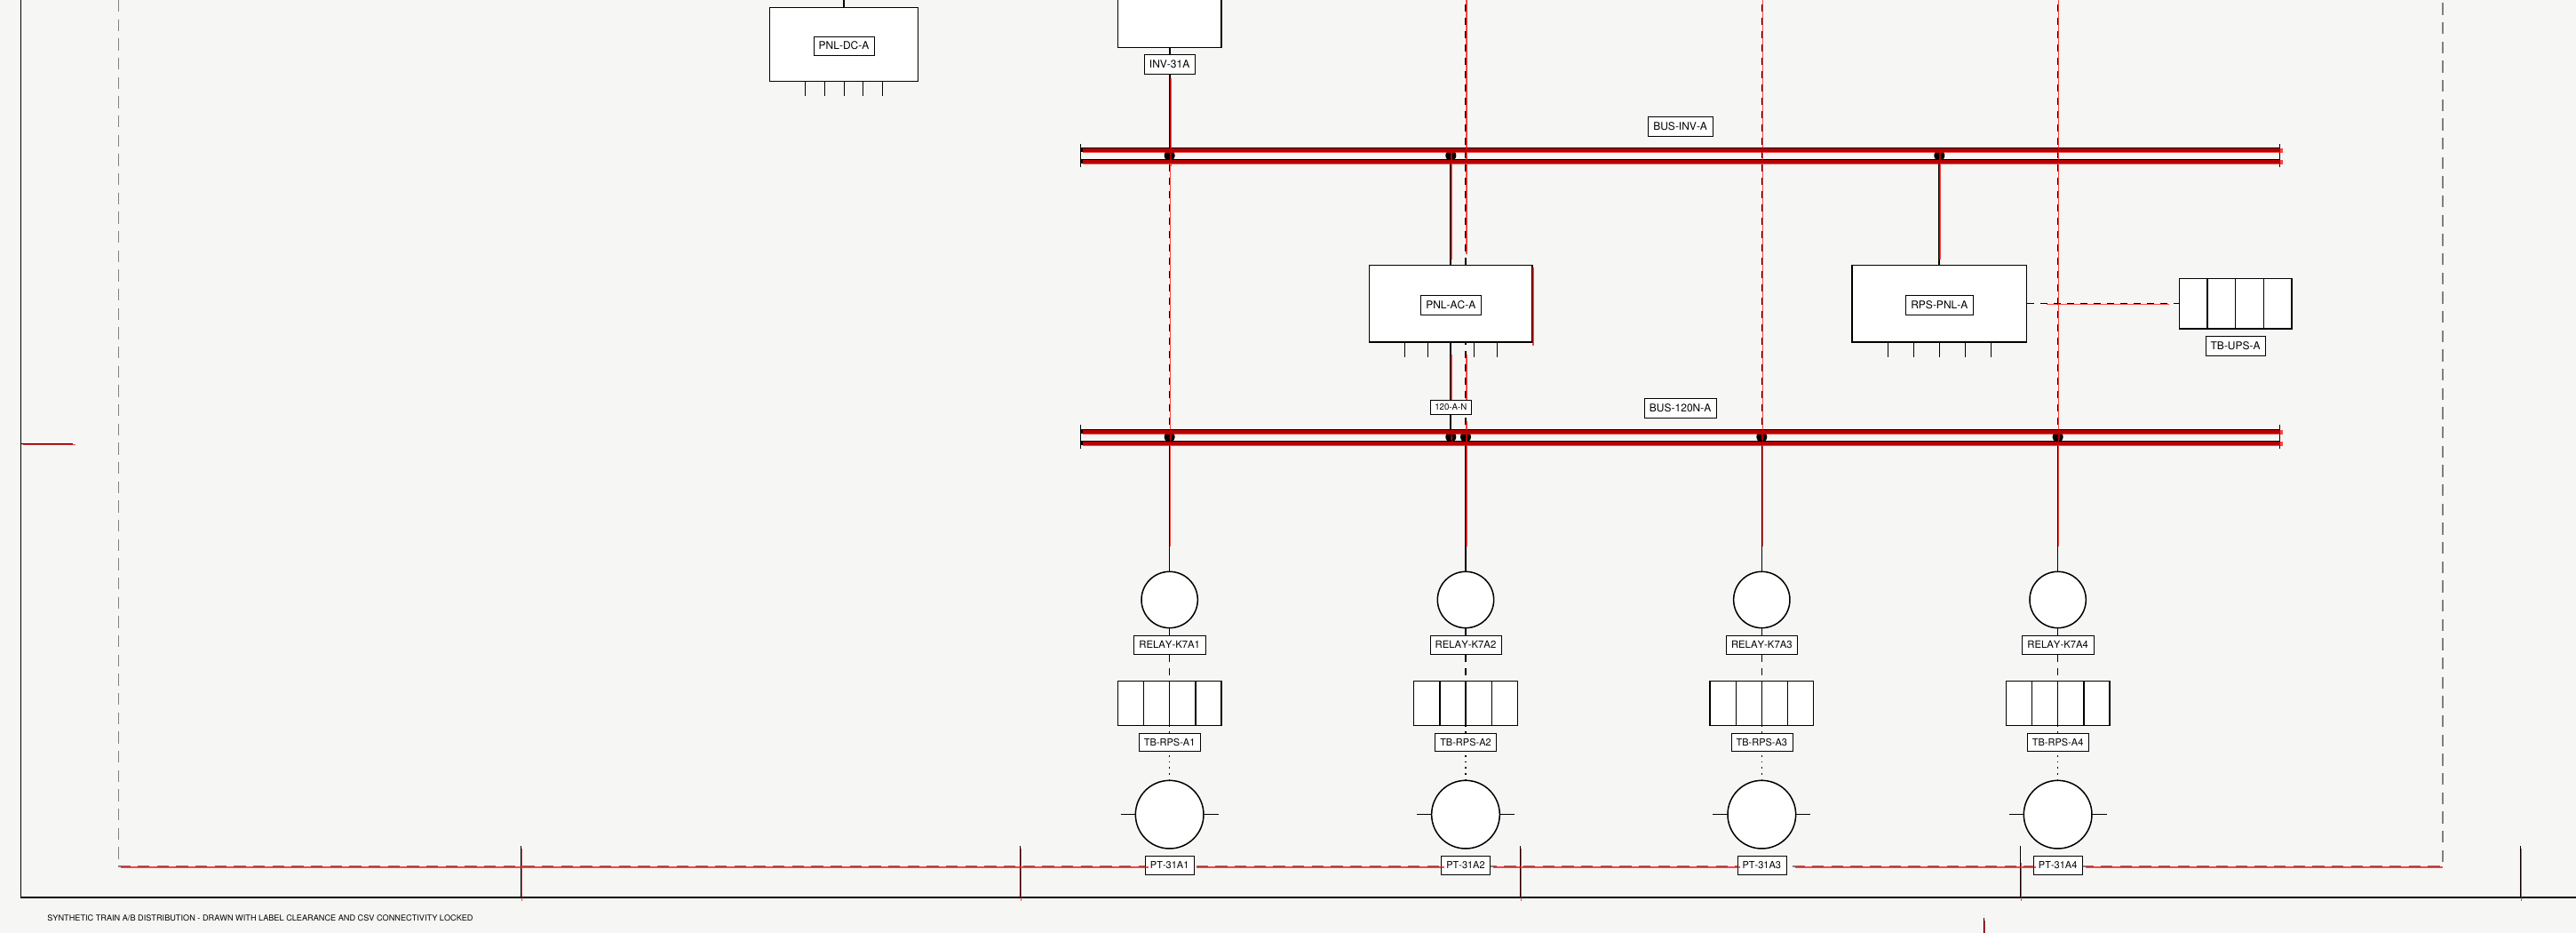 PNL-DC-A
INV-31A
BUS-INV-A
PNL-AC-A
RPS-PNL-A
TB-UPS-A
120-A-N
BUS-120N-A
RELAY-K7A1
RELAY-K7A2
RELAY-K7A3
RELAY-K7A4
TB-RPS-A1
TB-RPS-A2
TB-RPS-A3
TB-RPS-A4
PT-31A1
PT-31A2
PT-31A3
PT-31A4
SYNTHETIC TRAIN A/B DISTRIBUTION - DRAWN WITH LABEL CLEARANCE AND CSV CONNECTIVITY LOCKED